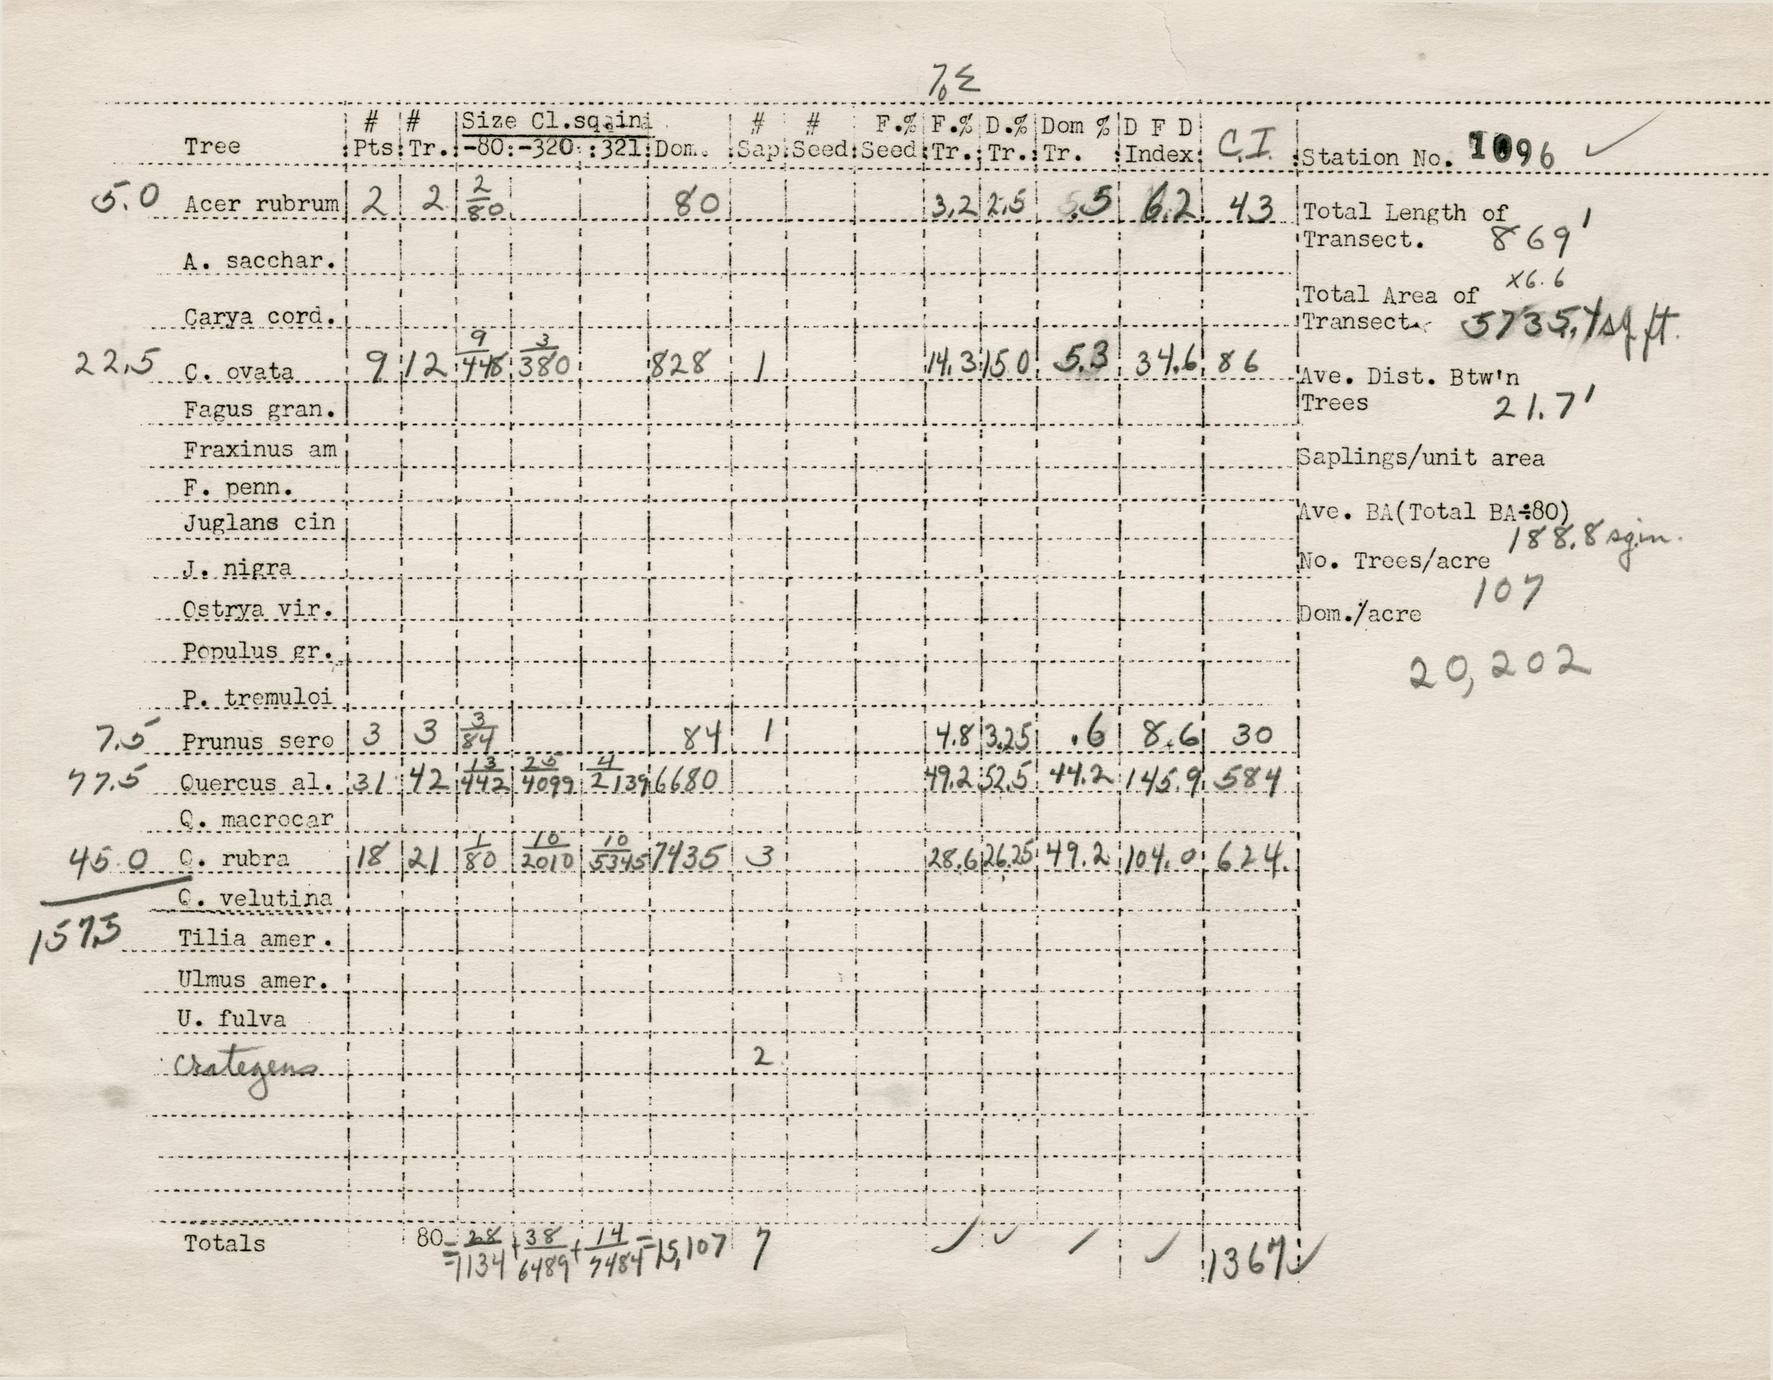 %Σ
# # Size Cl.sq.in. # # F.% F.% D.% Dom % D F D
Tree Pts. Tr. -80 -320 321 Dom. Sap Seed Seed Tr. Tr. Tr. Index C.I. Station No. 1096 ✓
5.0 Acer rubrum 2 2 2/80 80 3.2 2.5 .5 6.2 43 Total Length of
Transect. 869'
A. sacchar.
x6.6
Total Area of
Carya cord. Transect. 5735.4 sq ft.
22.5 C. ovata 9 12 9/448 3/380 828 1 14.3 15.0 5.3 34.6 86 Ave. Dist. Btw'n
Fagus gran. Trees 21.7'
Fraxinus am Saplings/unit area
F. penn.
Juglans cin Ave. BA(Total BA÷80)
188.8 sq in.
J. nigra No. Trees/acre
107
Ostrya vir. Dom./acre
Populus gr. 20,202
P. tremuloi
7.5 Prunus sero 3 3 3/84 84 1 4.8 3.25 .6 8.6 30
77.5 Quercus al. 31 42 13/442 25/4099 4/2139 6680 49.2 52.5 44.2 145.9 584
Q. macrocar
45.0 Q. rubra 18 21 1/80 10/2010 10/5345 7435 3 28.6 26.25 49.2 104.0 624.
Q. velutina
157.5 Tilia amer.
Ulmus amer.
U. fulva
Crategens 2
Totals 80 = 28/1134 + 38/6489 + 14/7484 = 15,107 7 ✓ ✓ ✓ ✓ 1367 ✓